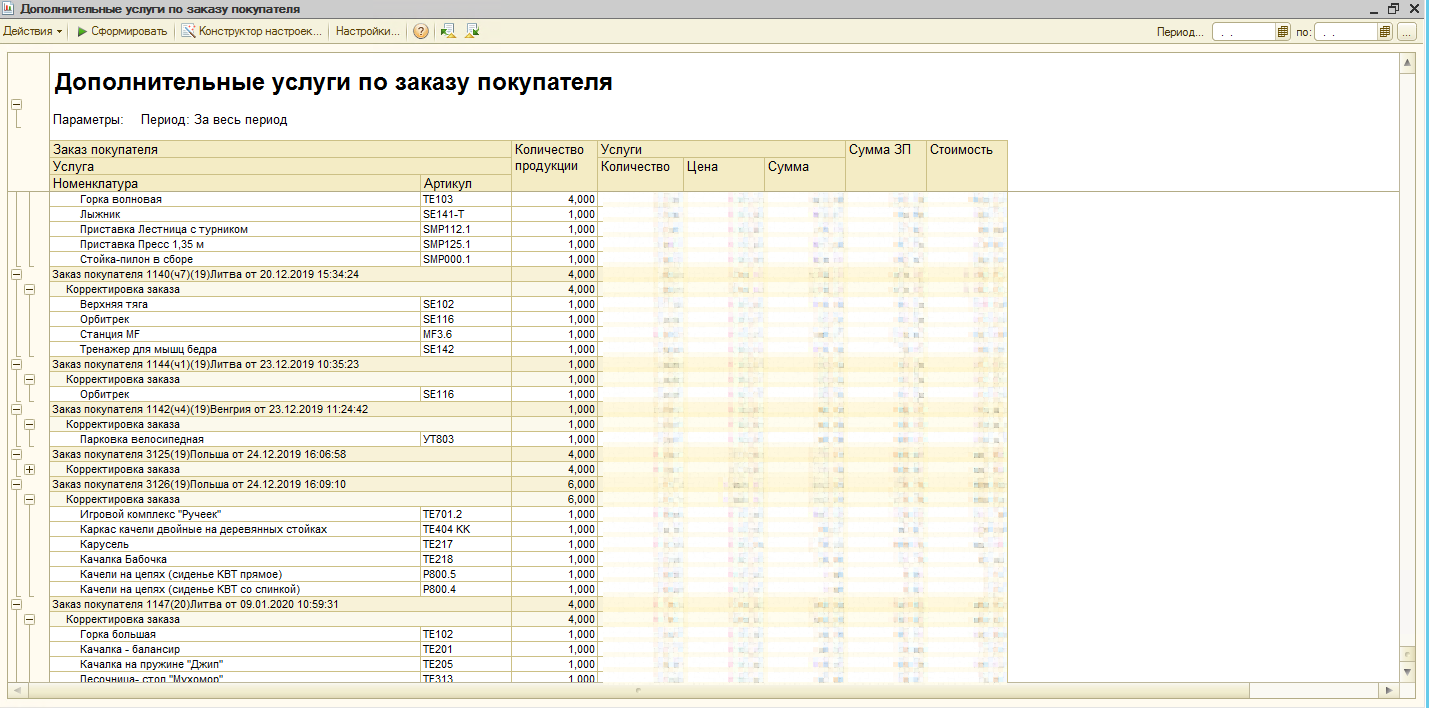 Дополнительные услуги по заказу покупателя
Действия Сформировать Конструктор настроек... Настройки... ? Период... . . по: . . ...
Дополнительные услуги по заказу покупателя
Параметры: Период: За весь период
Заказ покупателя Количество продукции Услуги Сумма ЗП Стоимость
Услуга Количество Цена Сумма
Номенклатура Артикул
Горка волновая TE103 4,000
Лыжник SE141-T 1,000
Приставка Лестница с турником SMP112.1 1,000
Приставка Пресс 1,35 м SMP125.1 1,000
Стойка-пилон в сборе SMP000.1 1,000
Заказ покупателя 1140(ч7)(19)Литва от 20.12.2019 15:34:24 4,000
Корректировка заказа 4,000
Верхняя тяга SE102 1,000
Орбитрек SE116 1,000
Станция MF MF3.6 1,000
Тренажер для мышц бедра SE142 1,000
Заказ покупателя 1144(ч1)(19)Литва от 23.12.2019 10:35:23 1,000
Корректировка заказа 1,000
Орбитрек SE116 1,000
Заказ покупателя 1142(ч4)(19)Венгрия от 23.12.2019 11:24:42 1,000
Корректировка заказа 1,000
Парковка велосипедная УТ803 1,000
Заказ покупателя 3125(19)Польша от 24.12.2019 16:06:58 4,000
Корректировка заказа 4,000
Заказ покупателя 3126(19)Польша от 24.12.2019 16:09:10 6,000
Корректировка заказа 6,000
Игровой комплекс "Ручеек" TE701.2 1,000
Каркас качели двойные на деревянных стойках TE404 КК 1,000
Карусель TE217 1,000
Качалка Бабочка TE218 1,000
Качели на цепях (сиденье КВТ прямое) P800.5 1,000
Качели на цепях (сиденье КВТ со спинкой) P800.4 1,000
Заказ покупателя 1147(20)Литва от 09.01.2020 10:59:31 4,000
Корректировка заказа 4,000
Горка большая TE102 1,000
Качалка - балансир TE201 1,000
Качалка на пружине "Джип" TE205 1,000
Песочница- стол "Мухомор" TE313 1,000